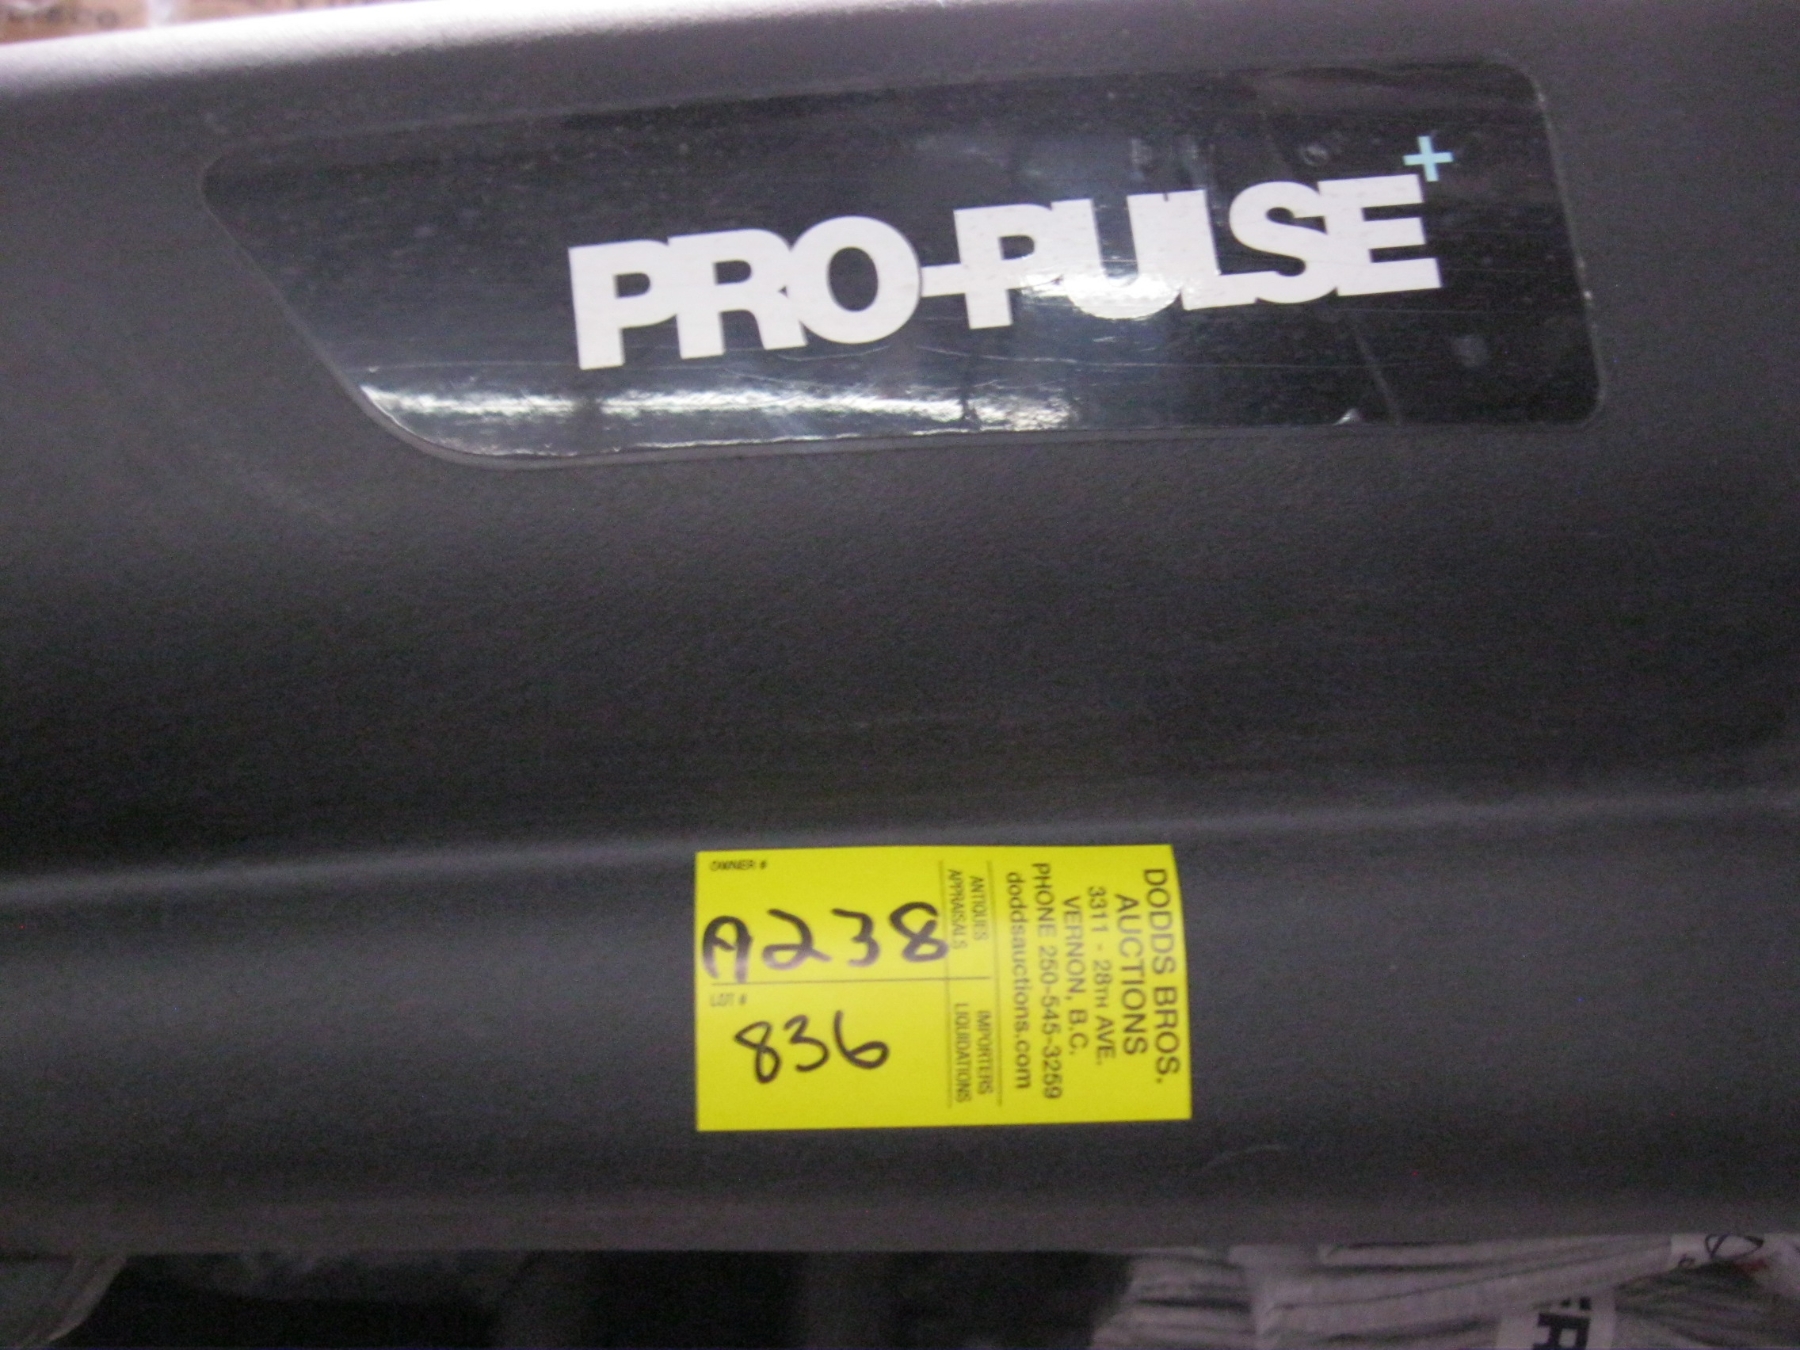 PRO-PULSE+
OWNER #
A238
LOT #
836
DODDS BROS.
AUCTIONS
3311 - 28TH AVE.
VERNON, B.C.
PHONE 250-545-3259
doddsauctions.com
ANTIQUES
APPRAISALS
IMPORTERS
LIQUIDATIONS